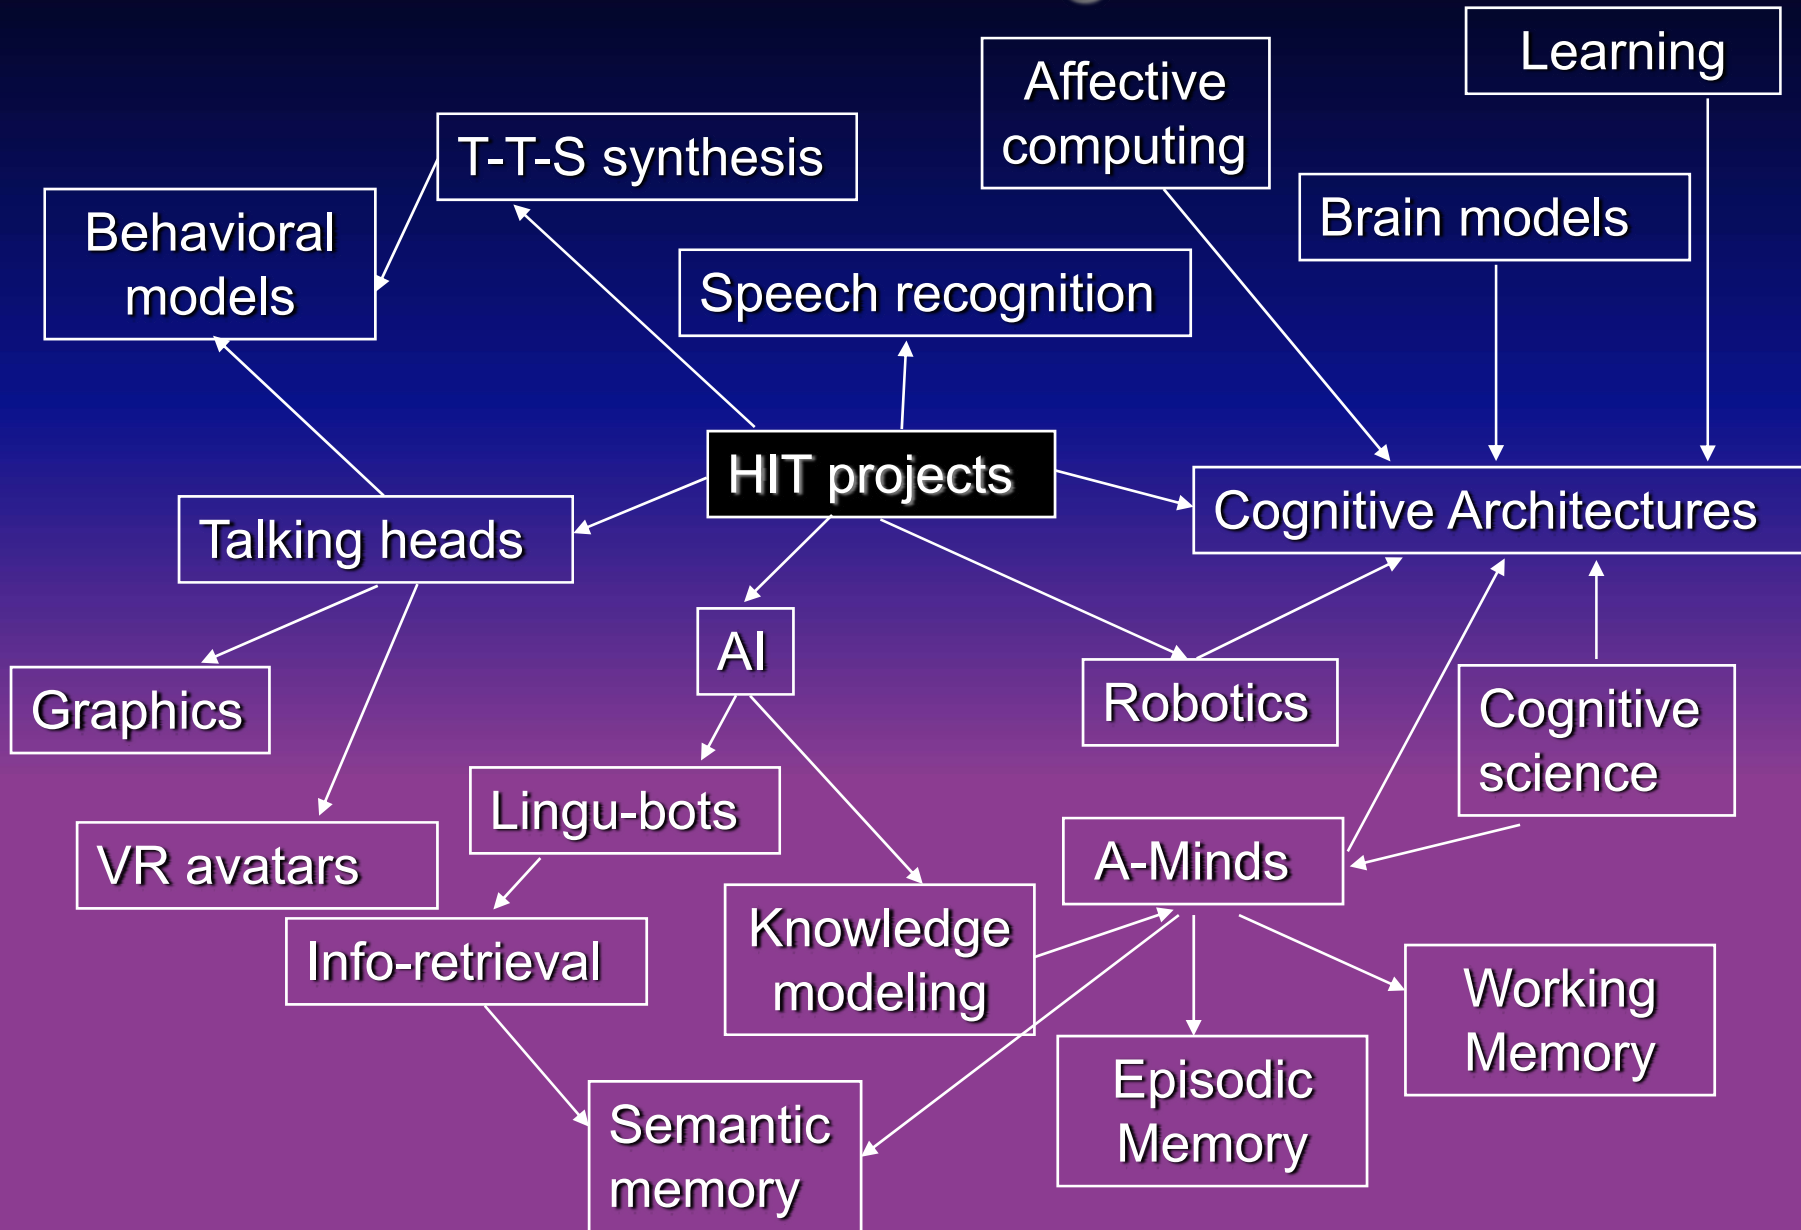 Learning
Affective
computing
T-T-S synthesis
Brain models
Behavioral
models
Speech recognition
HIT projects
Cognitive Architectures
Talking heads
AI
Robotics
Graphics
Cognitive
science
Lingu-bots
A-Minds
VR avatars
Knowledge
modeling
Info-retrieval
Working
Memory
Episodic
Memory
Semantic
memory